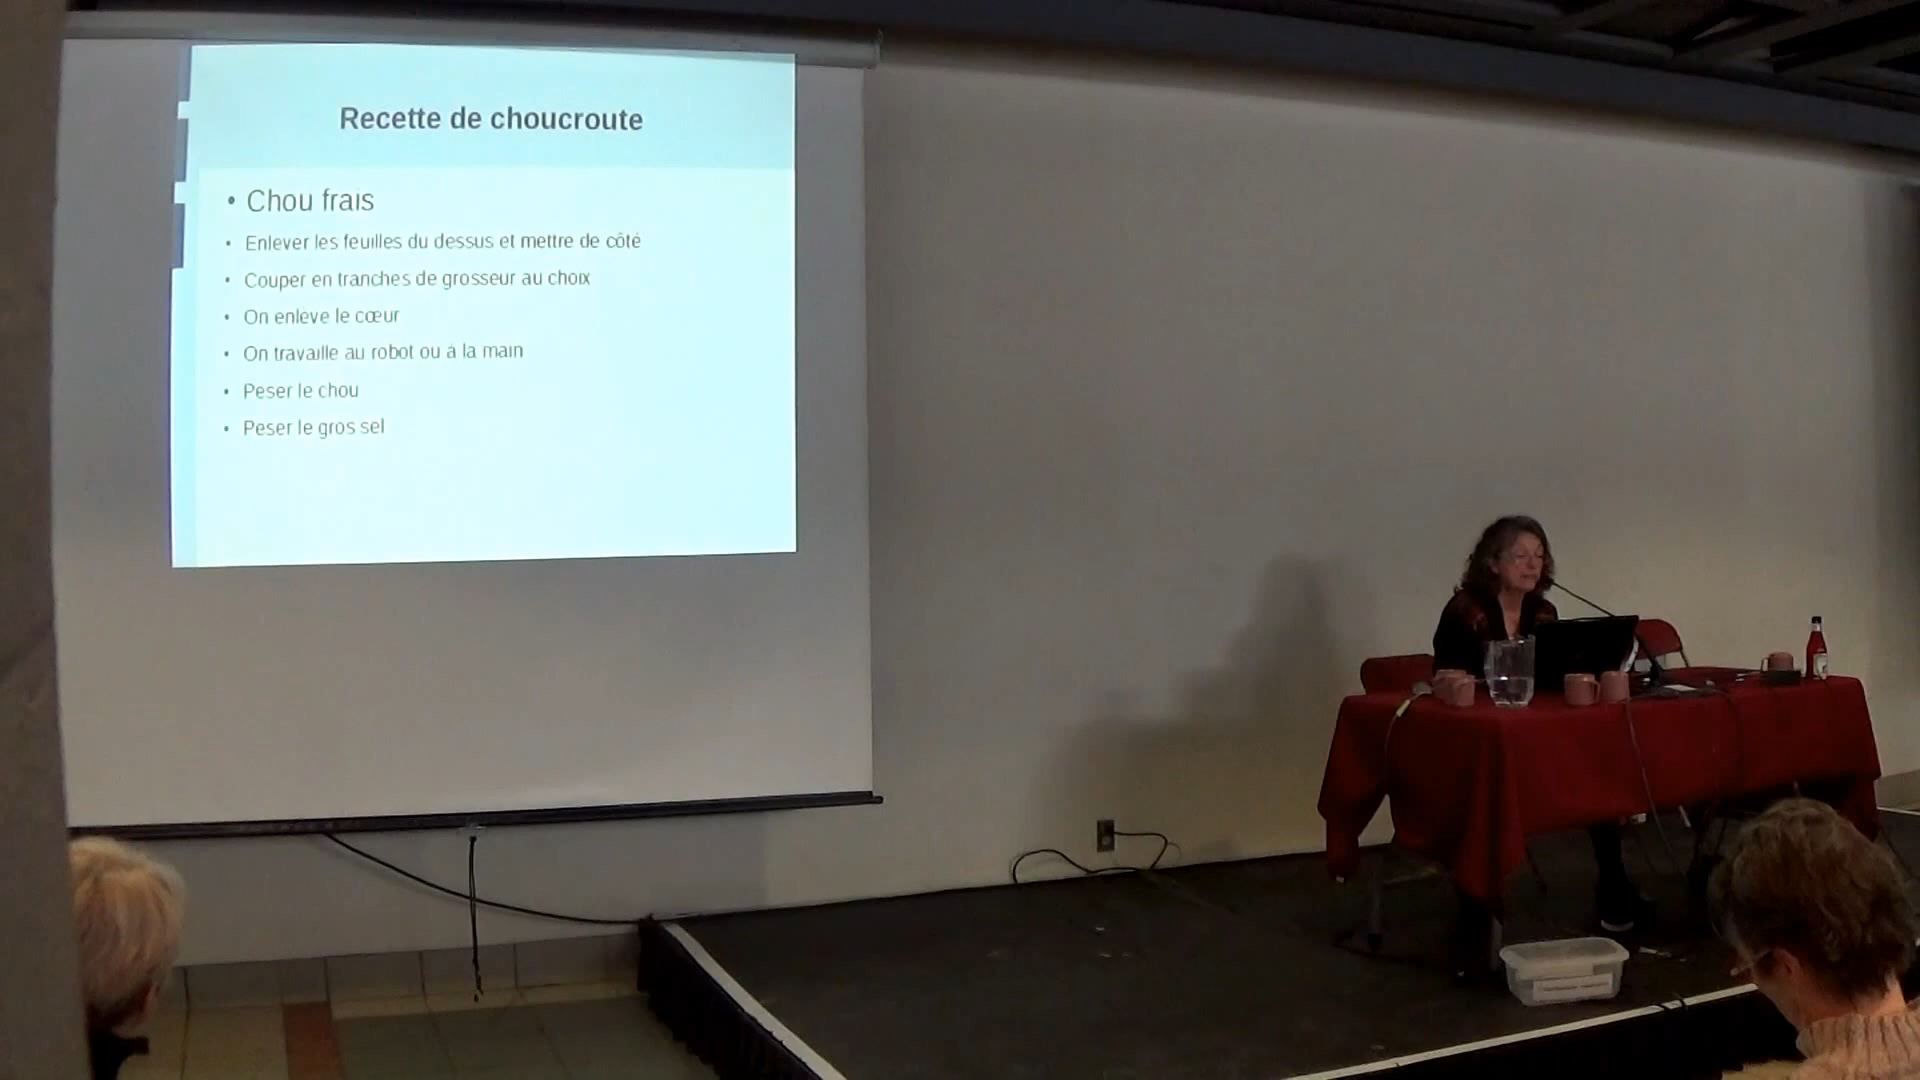 Recette de choucroute
• Chou frais
• Enlever les feuilles du dessus et mettre de côté
• Couper en tranches de grosseur au choix
• On enlève le cœur
• On travaille au robot ou à la main
• Peser le chou
• Peser le gros sel